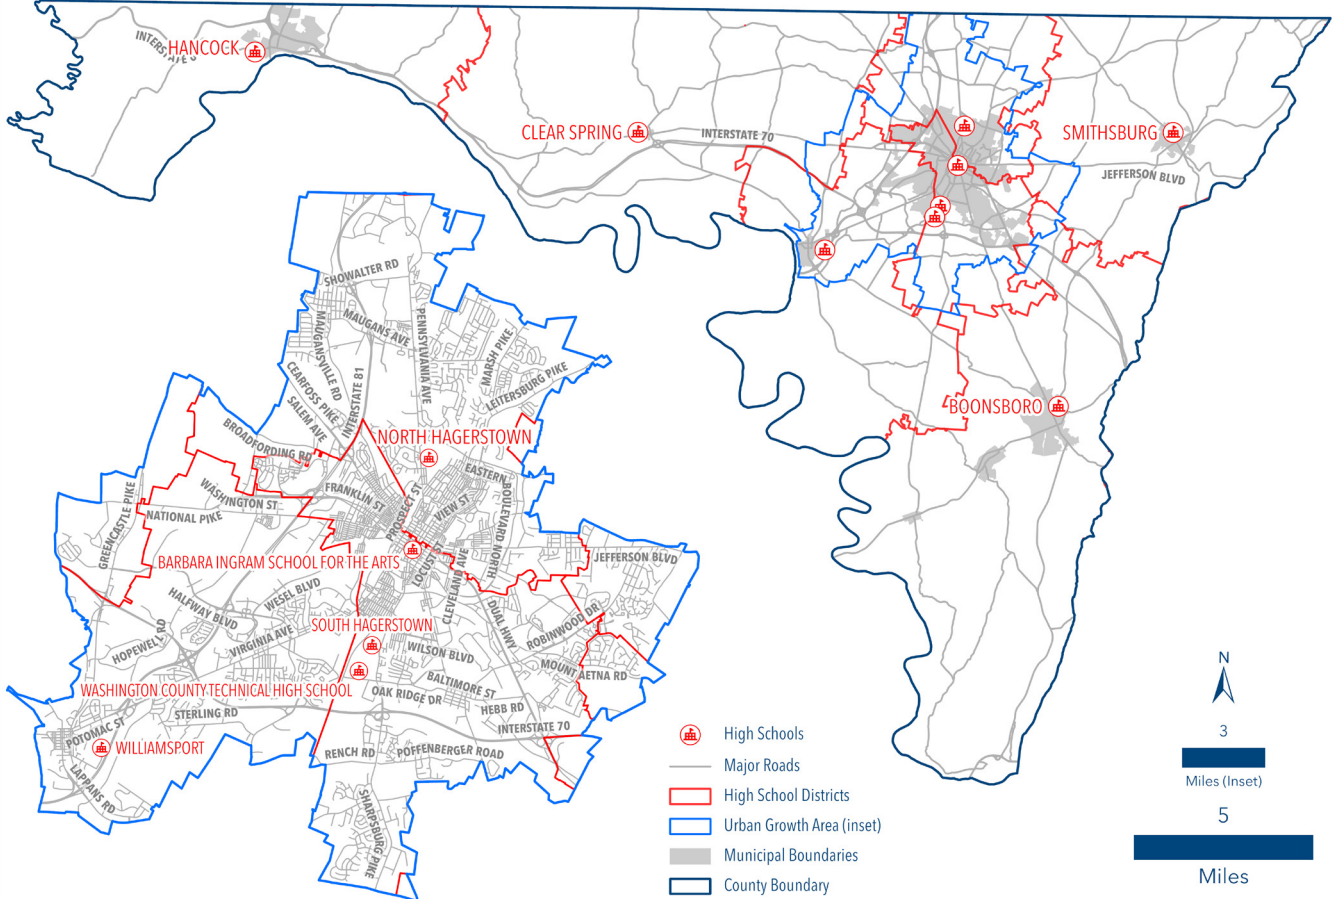 HANCOCK
CLEAR SPRING
INTERSTATE 70
SMITHSBURG
JEFFERSON BLVD
BOONSBORO
SHOWALTER RD
MAUGANS AVE
MAUGANSVILLE RD
PENNSYLVANIA AVE
MARSH PIKE
LEITERSBURG PIKE
CEARFOSS PIKE
SALEM AVE
INTERSTATE 81
BROADFORDING RD
NORTH HAGERSTOWN
EASTERN
BOULEVARD NORTH
FRANKLIN ST
PROSPECT ST
VIEW ST
WASHINGTON ST
NATIONAL PIKE
GREENCASTLE PIKE
BARBARA INGRAM SCHOOL FOR THE ARTS
LOCUST ST
CLEVELAND AVE
JEFFERSON BLVD
HALFWAY BLVD
WESEL BLVD
DUAL HWY
ROBINWOOD DR
HOPEWELL RD
VIRGINIA AVE
SOUTH HAGERSTOWN
WILSON BLVD
MOUNT AETNA RD
WASHINGTON COUNTY TECHNICAL HIGH SCHOOL
BALTIMORE ST
OAK RIDGE DR
HEBB RD
STERLING RD
POTOMAC ST
INTERSTATE 70
WILLIAMSPORT
RENCH RD
POFFENBERGER ROAD
LAPPANS RD
SHARPSBURG PIKE
High Schools
Major Roads
High School Districts
Urban Growth Area (inset)
Municipal Boundaries
County Boundary
N
3
Miles (Inset)
5
Miles